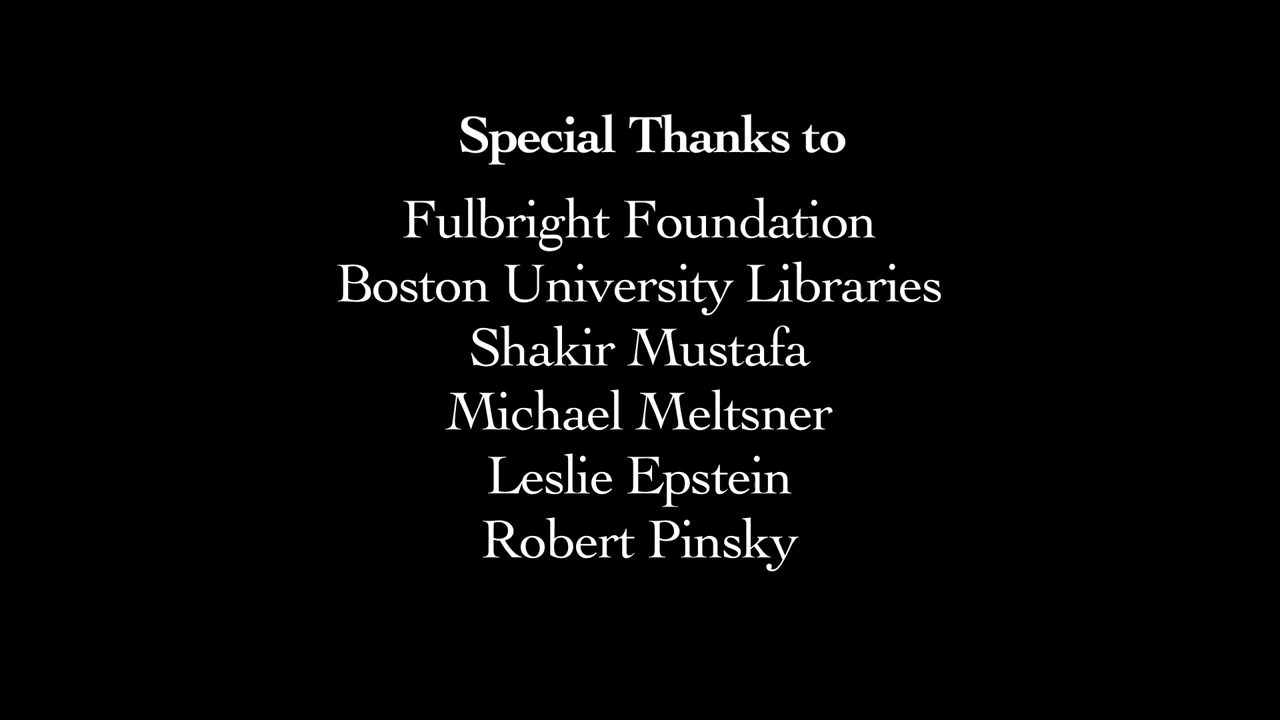 Special Thanks to
Fulbright Foundation
Boston University Libraries
Shakir Mustafa
Michael Meltsner
Leslie Epstein
Robert Pinsky